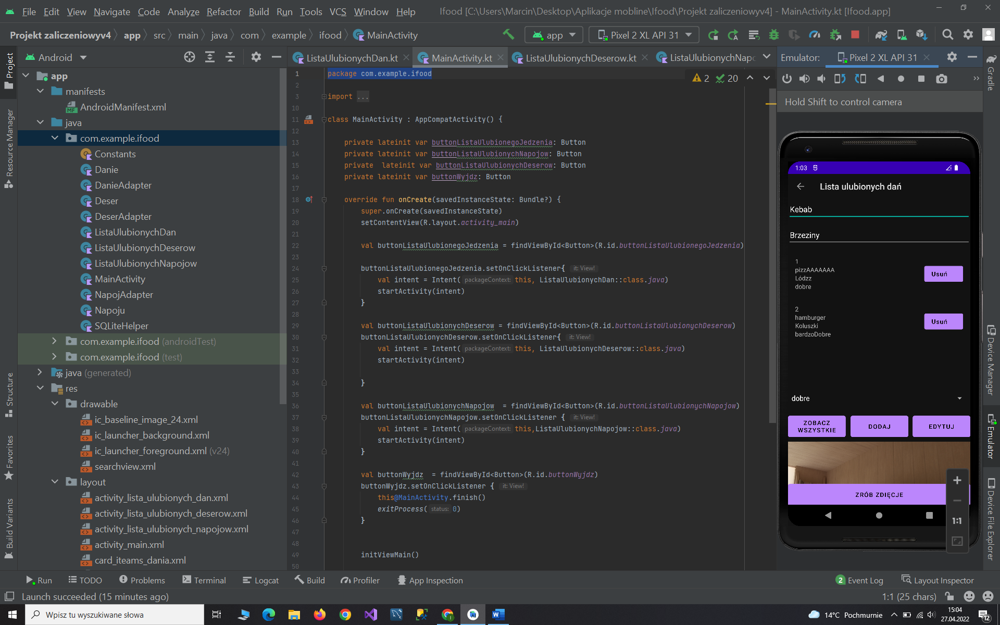 File Edit View Navigate Code Analyze Refactor Build Run Tools VCS Window Help Ifood [C:\Users\Marcin\Desktop\Aplikacje mobline\Ifood\Projekt zaliczeniowyv4] - MainActivity.kt [Ifood.app]
Projekt zaliczeniowyv4 app src main java com example ifood MainActivity app Pixel 2 XL API 31
Project
Resource Manager
Structure
Favorites
Build Variants
Android
app
manifests
AndroidManifest.xml
java
com.example.ifood
Constants
Danie
DanieAdapter
Deser
DeserAdapter
ListaUlubionychDan
ListaUlubionychDeserow
ListaUlubionychNapojow
MainActivity
NapojAdapter
Napoju
SQLiteHelper
com.example.ifood (androidTest)
com.example.ifood (test)
java (generated)
res
drawable
ic_baseline_image_24.xml
ic_launcher_background.xml
ic_launcher_foreground.xml (v24)
searchview.xml
layout
activity_lista_ulubionych_dan.xml
activity_lista_ulubionych_deserow.xml
activity_lista_ulubionych_napojow.xml
activity_main.xml
card_iteams_dania.xml
ListaUlubionychDan.kt MainActivity.kt ListaUlubionychDeserow.kt ListaUlubionychNapo
2 20
1 package com.example.ifood
2
3 import ...
10
11 class MainActivity : AppCompatActivity() {
12
13 private lateinit var buttonListaUlubionegoJedzenia: Button
14 private lateinit var buttonListaUlubionychNapojow: Button
15 private  lateinit var buttonListaUlubionychDeserow: Button
16 private lateinit var buttonWyjdz: Button
17
18 override fun onCreate(savedInstanceState: Bundle?) {
19 super.onCreate(savedInstanceState)
20 setContentView(R.layout.activity_main)
21
22 val buttonListaUlubionegoJedzenia = findViewById<Button>(R.id.buttonListaUlubionegoJedzenia)
23
24 buttonListaUlubionegoJedzenia.setOnClickListener{ it: View!
25 val intent = Intent( packageContext: this, ListaUlubionychDan::class.java)
26 startActivity(intent)
27 }
28
29 val buttonListaUlubionychDeserow = findViewById<Button>(R.id.buttonListaUlubionychDeserow)
30 buttonListaUlubionychDeserow.setOnClickListener{ it: View!
31 val intent = Intent( packageContext: this, ListaUlubionychDeserow::class.java)
32 startActivity(intent)
33
34 }
35
36 val buttonListaUlubionychNapojow  = findViewById<Button>(R.id.buttonListaUlubionychNapojow)
37 buttonListaUlubionychNapojow.setOnClickListener { it: View!
38 val intent = Intent( packageContext: this,ListaUlubionychNapojow::class.java)
39 startActivity(intent)
40 }
41
42 val buttonWyjdz  = findViewById<Button>(R.id.buttonWyjdz)
43 buttonWyjdz.setOnClickListener { it: View!
44 this@MainActivity.finish()
45 exitProcess( status: 0)
46 }
47
48
49 initViewMain()
50
Emulator: Pixel 2 XL API 31
Hold Shift to control camera
1:03
Lista ulubionych dań
Kebab
Brzeziny
1
pizzAAAAAAA
Lódzz
dobre
Usuń
2
hamburger
Koluszki
bardzoDobre
Usuń
dobre
ZOBACZ WSZYSTKIE
DODAJ
EDYTUJ
ZRÓB ZDIĘCJE
1:1
Gradle
Device Manager
Emulator
Device File Explorer
Run TODO Problems Terminal Logcat Build Profiler App Inspection 2 Event Log Layout Inspector
Launch succeeded (15 minutes ago) 1:1 (25 chars)
Wpisz tu wyszukiwane słowa 14°C Pochmurnie 15:04
27.04.2022 12